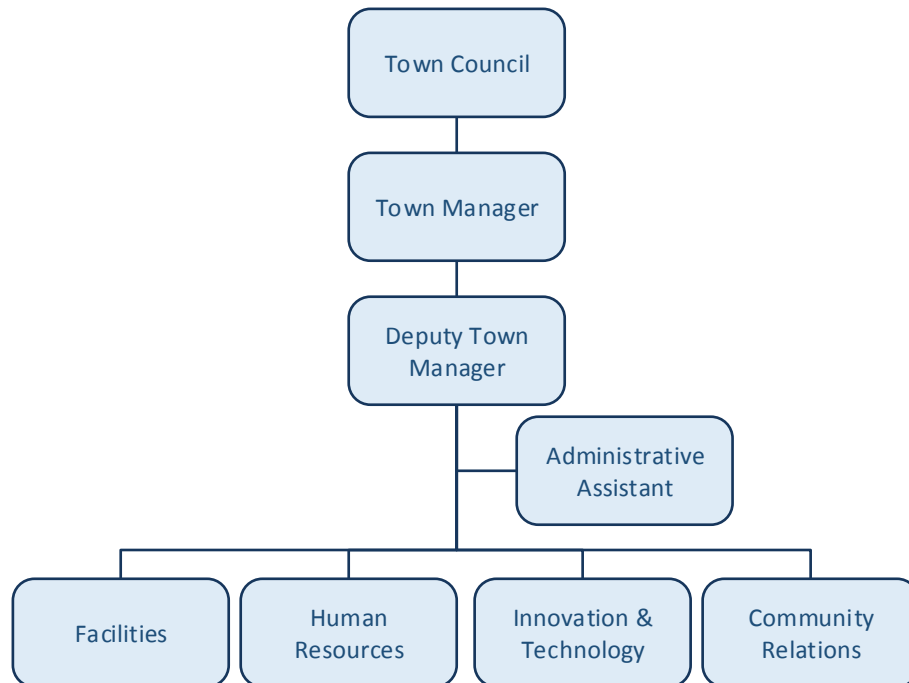 Town Council
Town Manager
Deputy Town
Manager
Administrative
Assistant
Facilities
Human
Resources
Innovation &
Technology
Community
Relations